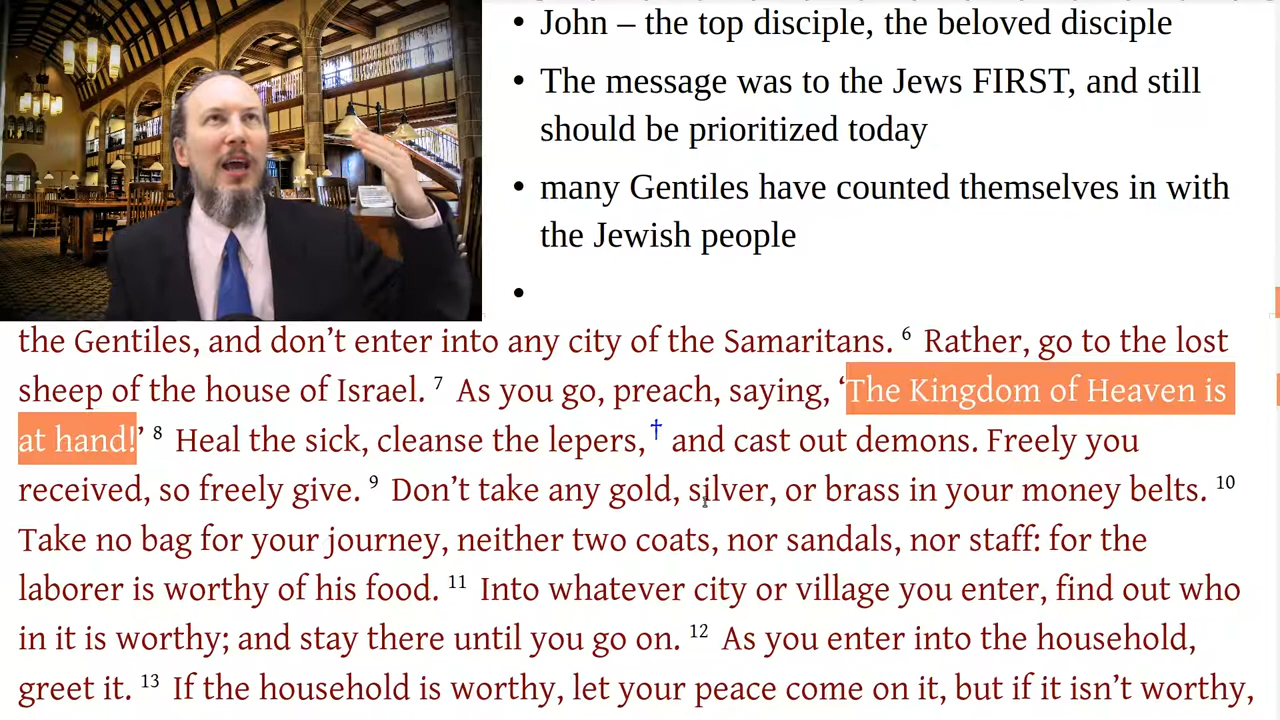 • John – the top disciple, the beloved disciple
• The message was to the Jews FIRST, and still
should be prioritized today
• many Gentiles have counted themselves in with
the Jewish people
•
the Gentiles, and don’t enter into any city of the Samaritans. 6 Rather, go to the lost
sheep of the house of Israel. 7 As you go, preach, saying, ‘The Kingdom of Heaven is
at hand!’ 8 Heal the sick, cleanse the lepers,† and cast out demons. Freely you
received, so freely give. 9 Don’t take any gold, silver, or brass in your money belts. 10
Take no bag for your journey, neither two coats, nor sandals, nor staff: for the
laborer is worthy of his food. 11 Into whatever city or village you enter, find out who
in it is worthy; and stay there until you go on. 12 As you enter into the household,
greet it. 13 If the household is worthy, let your peace come on it, but if it isn’t worthy,